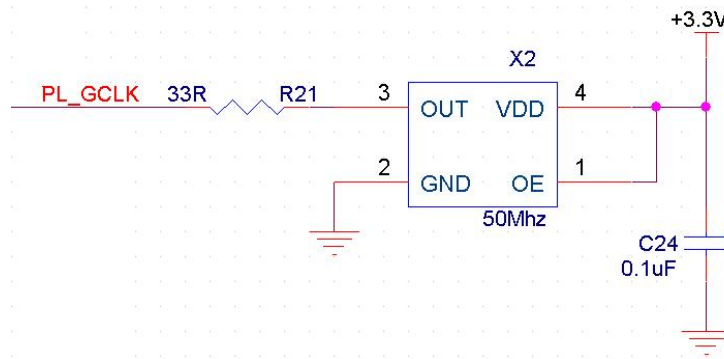 +3.3V
X2
PL_GCLK 33R R21 3 OUT VDD 4
2 GND OE 1
50Mhz
C24
0.1uF